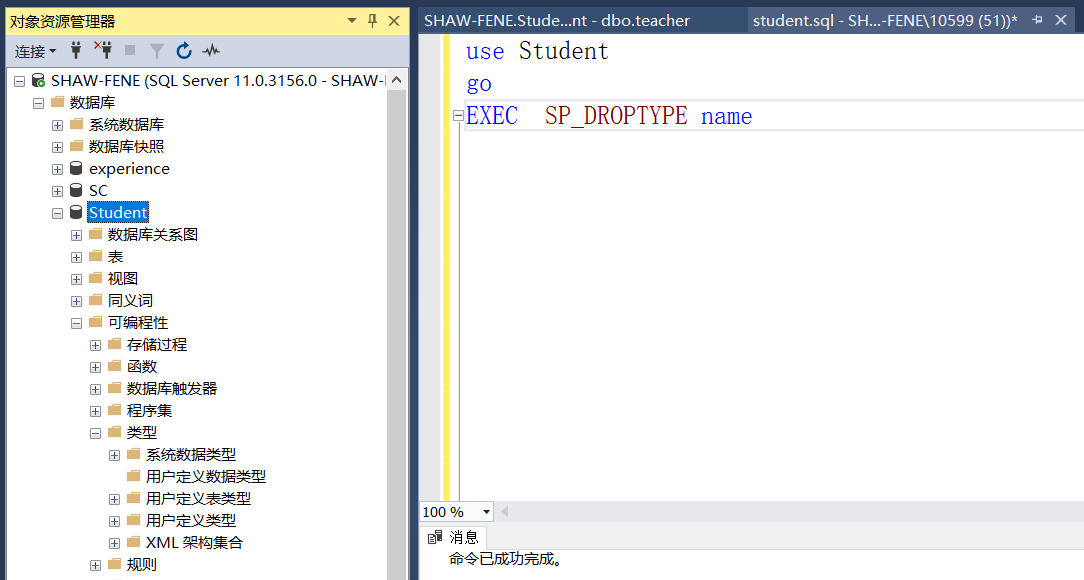 对象资源管理器
连接
SHAW-FENE (SQL Server 11.0.3156.0 - SHAW-
数据库
系统数据库
数据库快照
experience
SC
Student
数据库关系图
表
视图
同义词
可编程性
存储过程
函数
数据库触发器
程序集
类型
系统数据类型
用户定义数据类型
用户定义表类型
用户定义类型
XML 架构集合
规则
SHAW-FENE.Stude...nt - dbo.teacher
student.sql - SH...-FENE\10599 (51))*
use Student
go
EXEC SP_DROPTYPE name
100 %
消息
命令已成功完成。